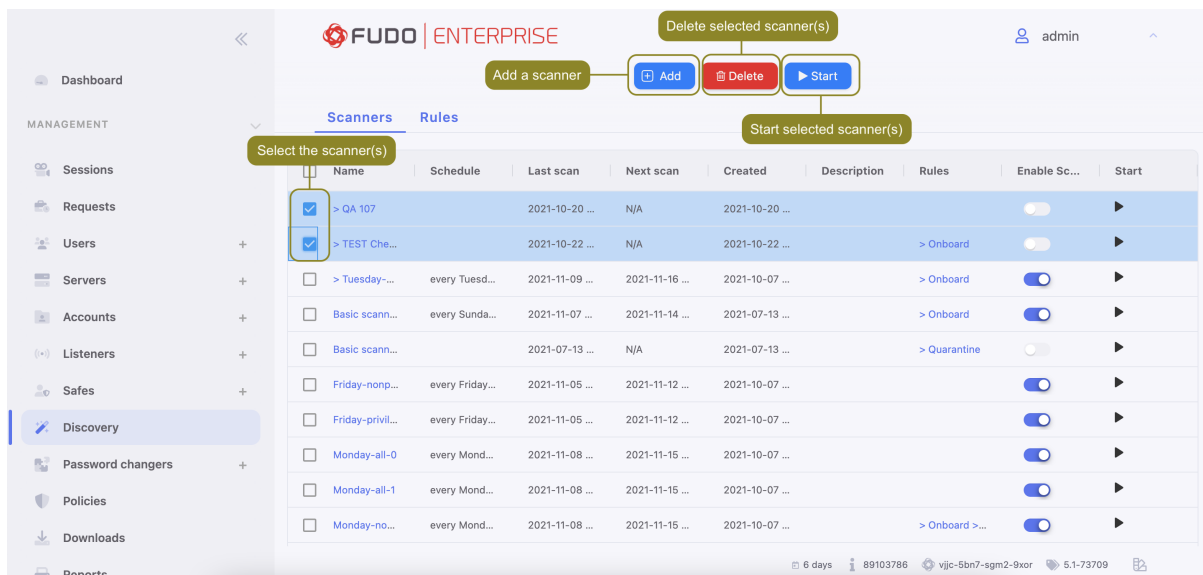 FUDO ENTERPRISE
Delete selected scanner(s)
admin
Add a scanner
Add
Delete
Start
Start selected scanner(s)
Dashboard
MANAGEMENT
Sessions
Requests
Users
Servers
Accounts
Listeners
Safes
Discovery
Password changers
Policies
Downloads
Reports
Scanners Rules
Select the scanner(s)
Name Schedule Last scan Next scan Created Description Rules Enable Sc... Start
> QA 107 2021-10-20 ... N/A 2021-10-20 ...
> TEST Che... 2021-10-22 ... N/A 2021-10-22 ... > Onboard
> Tuesday-... every Tuesd... 2021-11-09 ... 2021-11-16 ... 2021-10-07 ... > Onboard
Basic scann... every Sunda... 2021-11-07 ... 2021-11-14 ... 2021-07-13 ... > Onboard
Basic scann... 2021-07-13 ... N/A 2021-07-13 ... > Quarantine
Friday-nonp... every Friday... 2021-11-05 ... 2021-11-12 ... 2021-10-07 ...
Friday-privil... every Friday... 2021-11-05 ... 2021-11-12 ... 2021-10-07 ...
Monday-all-0 every Mond... 2021-11-08 ... 2021-11-15 ... 2021-10-07 ...
Monday-all-1 every Mond... 2021-11-08 ... 2021-11-15 ... 2021-10-07 ...
Monday-no... every Mond... 2021-11-08 ... 2021-11-15 ... 2021-10-07 ... > Onboard >...
6 days 89103786 vjjc-5bn7-sgm2-9xor 5.1-73709